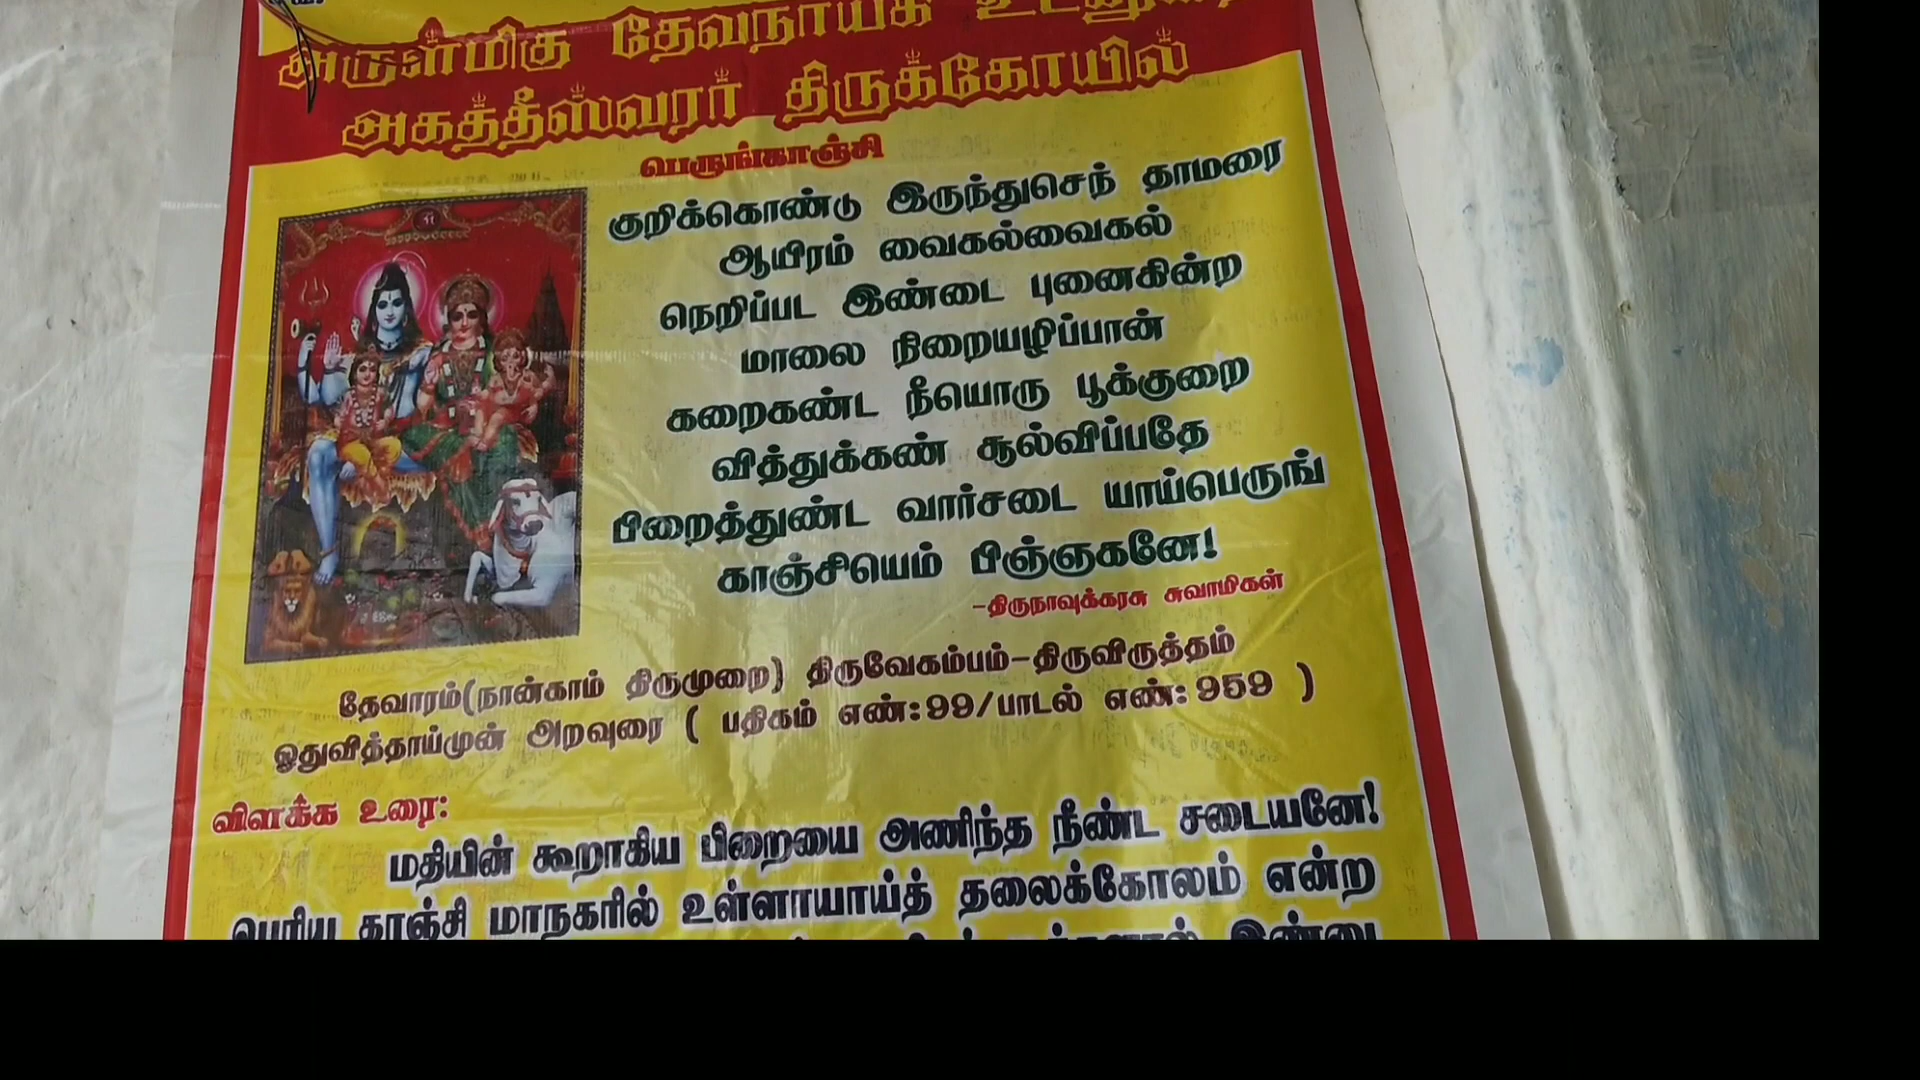 அருள்மிகு தேவநாயகி உடனுறை
அகத்தீஸ்வரர் திருக்கோயில்
பெருங்காஞ்சி
குறிக்கொண்டு இருந்துசெந் தாமரை
ஆயிரம் வைகல்வைகல்
நெறிப்பட இண்டை புனைகின்ற
மாலை நிறையழிப்பான்
கறைகண்ட நீயொரு பூக்குறை
வித்துக்கண் சூல்விப்பதே
பிறைத்துண்ட வார்சடை யாய்பெருங்
காஞ்சியெம் பிஞ்ஞகனே!
-திருநாவுக்கரசு சுவாமிகள்
தேவாரம்(நான்காம் திருமுறை) திருவேகம்பம்-திருவிருத்தம்
ஓதுவித்தாய்முன் அறவுரை ( பதிகம் எண்:99/பாடல் எண்: 959 )
விளக்க உரை:
மதியின் கூறாகிய பிறையை அணிந்த நீண்ட சடையனே!
பெரிய காஞ்சி மாநகரில் உள்ளாயாய்த் தலைக்கோலம் என்ற